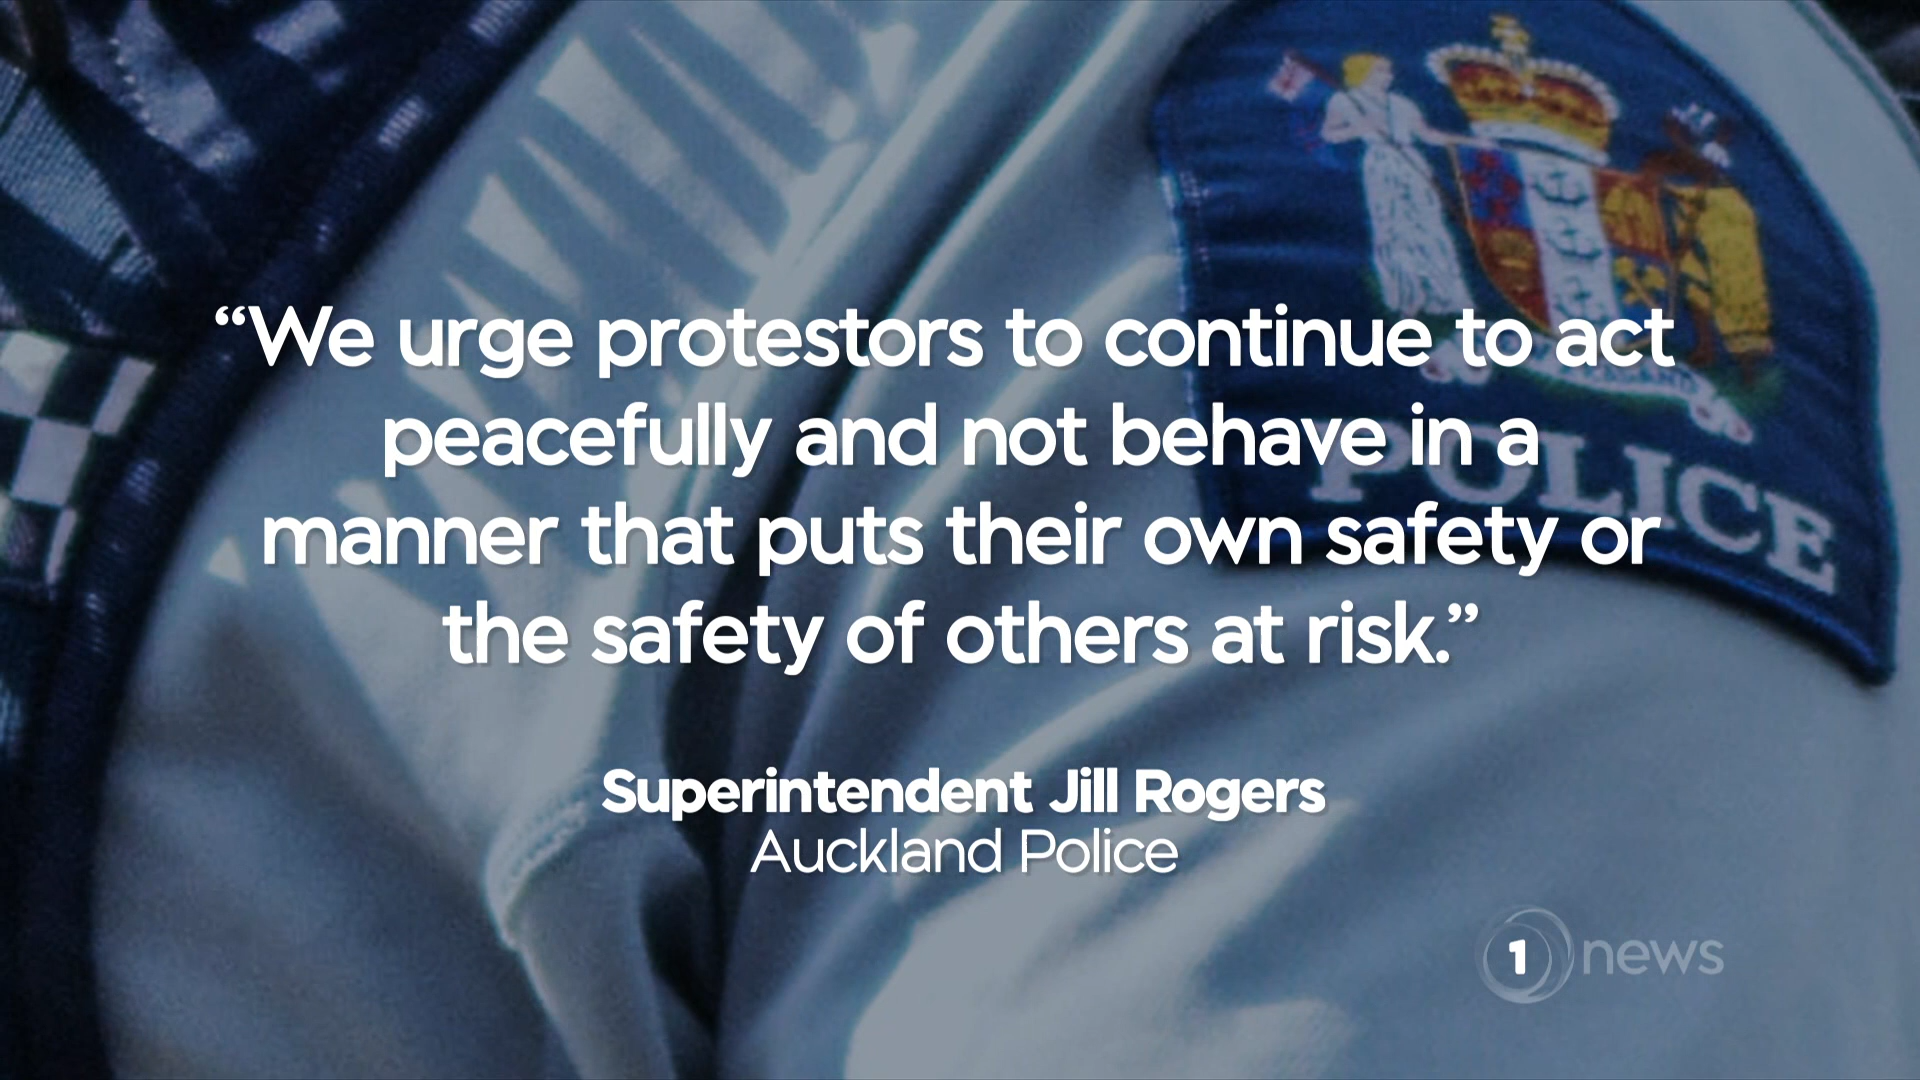 “We urge protestors to continue to act
peacefully and not behave in a
manner that puts their own safety or
the safety of others at risk.”
Superintendent Jill Rogers
Auckland Police
POLICE
1 news